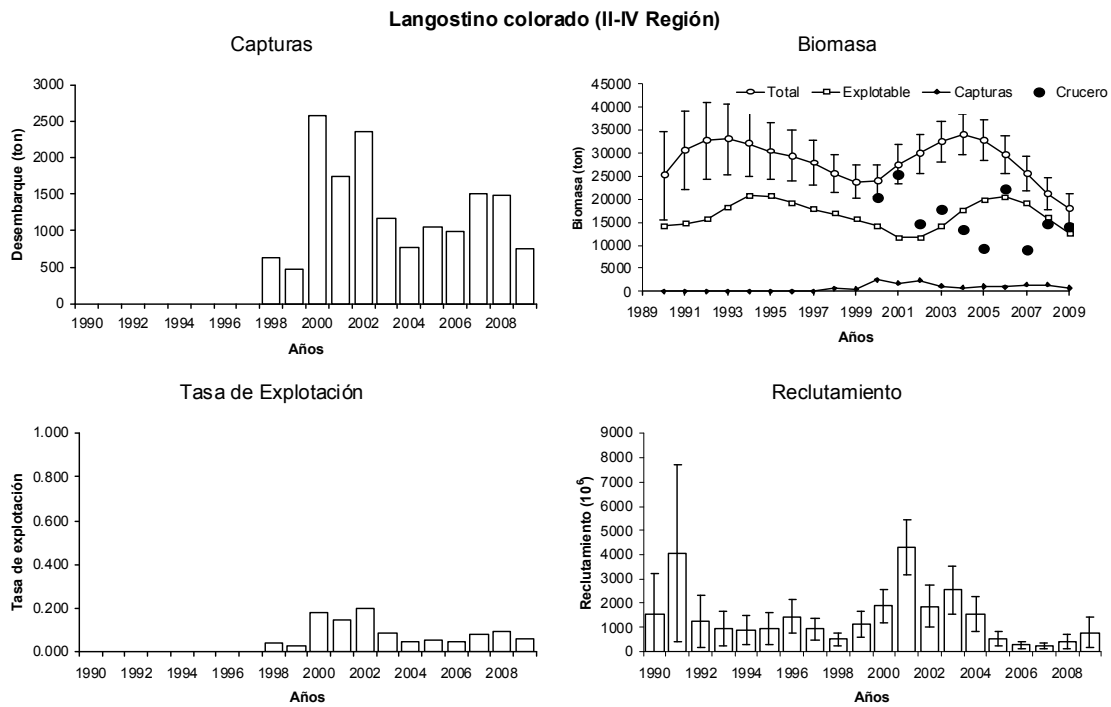 Langostino colorado (II-IV Región)
Capturas
3000
2500
2000
1500
1000
500
0
Desembarque (ton)
1990 1992 1994 1996 1998 2000 2002 2004 2006 2008
Años
Biomasa
Total Explotable Capturas Crucero
45000
40000
35000
30000
25000
20000
15000
10000
5000
0
Biomasa (ton)
1989 1991 1993 1995 1997 1999 2001 2003 2005 2007 2009
Años
Tasa de Explotación
1.000
0.800
0.600
0.400
0.200
0.000
Tasa de explotación
1990 1992 1994 1996 1998 2000 2002 2004 2006 2008
Años
Reclutamiento
9000
8000
7000
6000
5000
4000
3000
2000
1000
0
Reclutamiento (10⁶)
1990 1992 1994 1996 1998 2000 2002 2004 2006 2008
Años